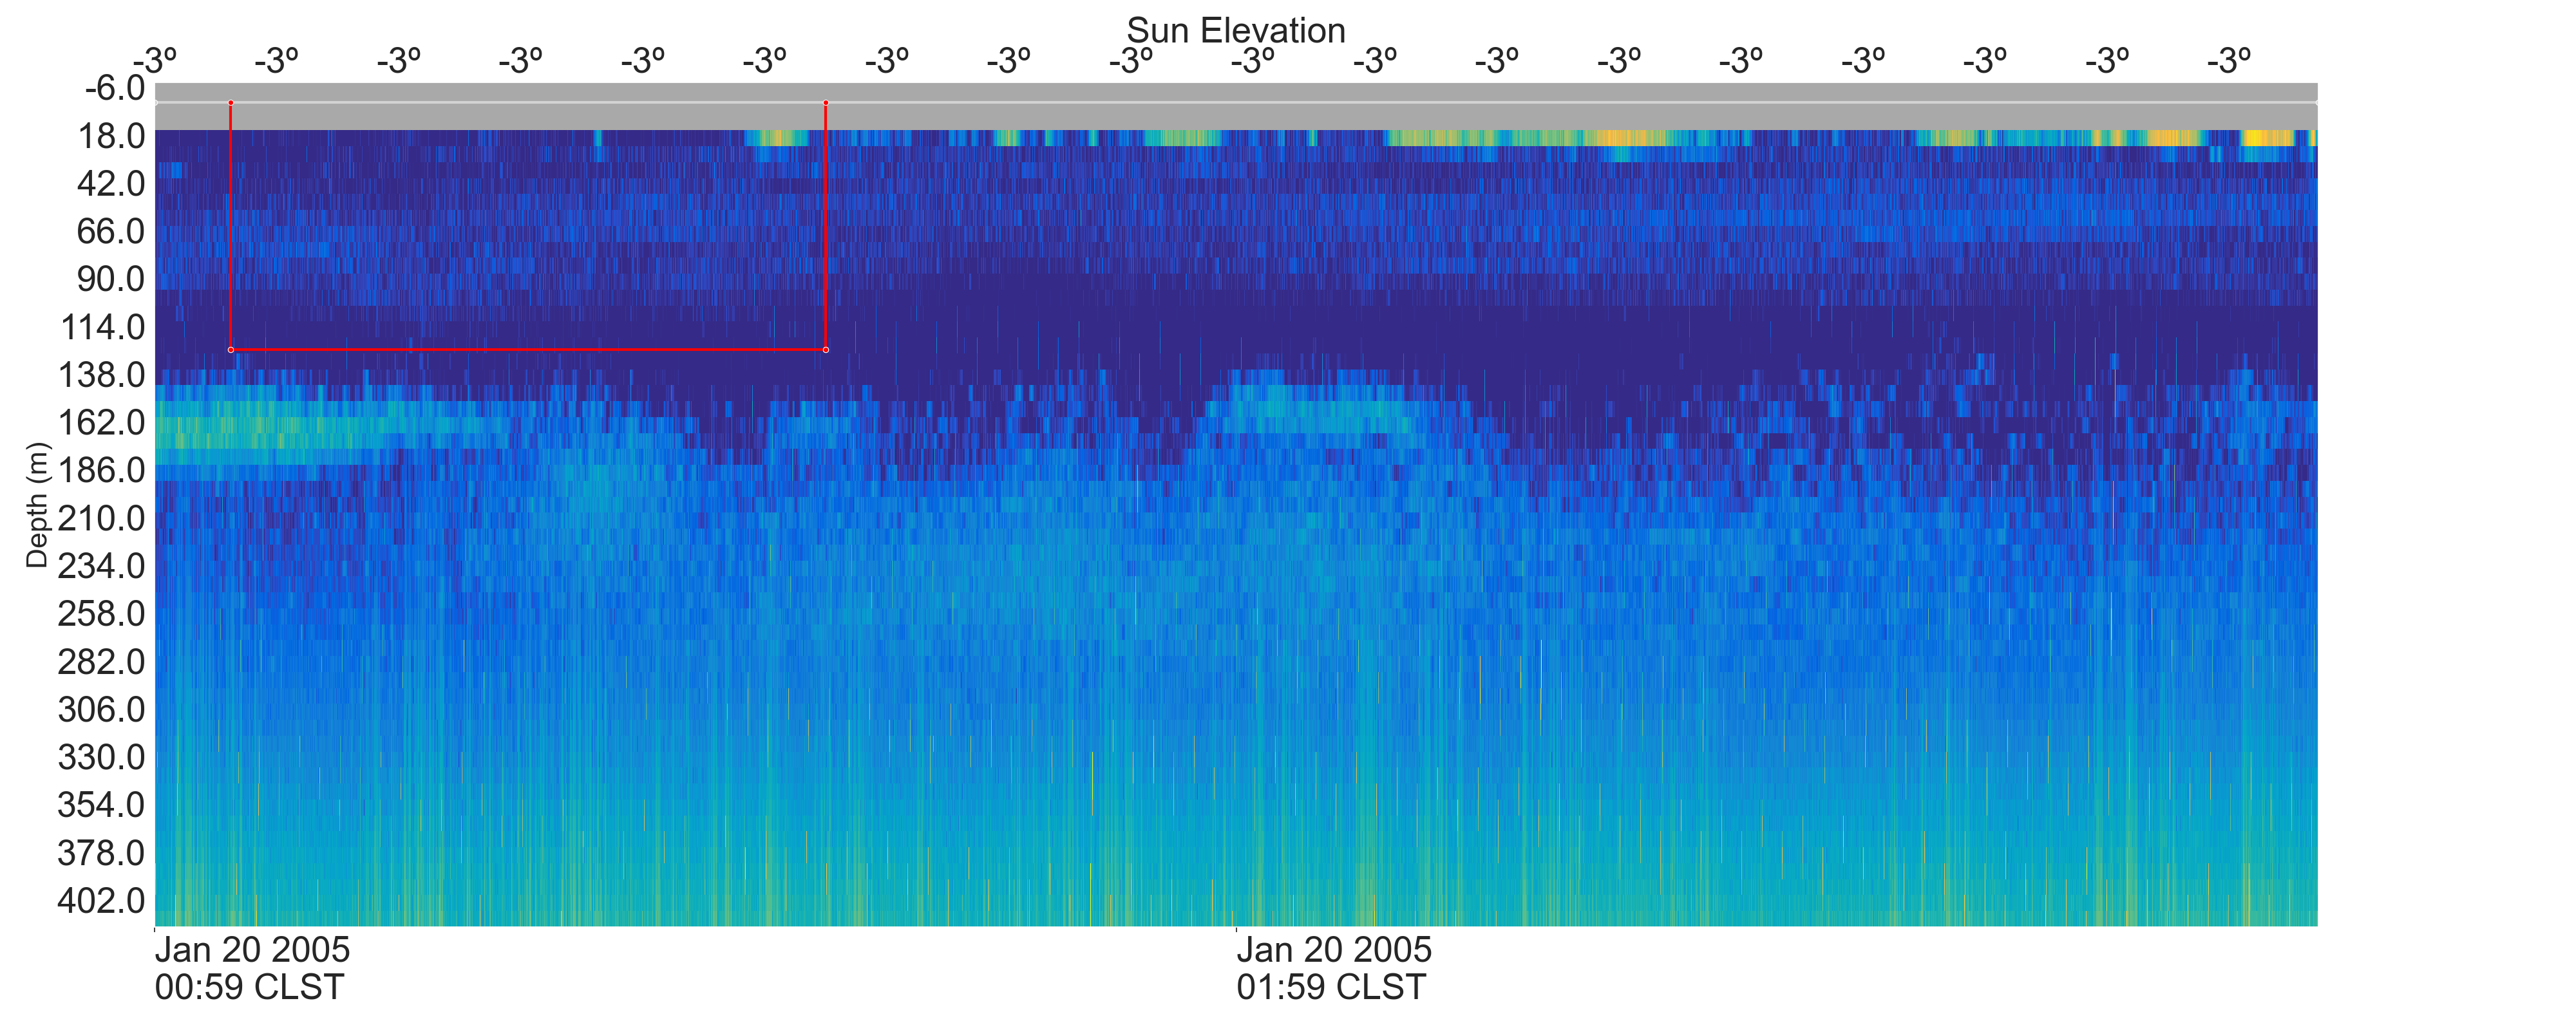 Sun Elevation
-3º -3º -3º -3º -3º -3º -3º -3º -3º -3º -3º -3º -3º -3º -3º -3º -3º -3º
-6.0
18.0
42.0
66.0
90.0
114.0
138.0
162.0
186.0
210.0
234.0
258.0
282.0
306.0
330.0
354.0
378.0
402.0
Depth (m)
Jan 20 2005
00:59 CLST
Jan 20 2005
01:59 CLST